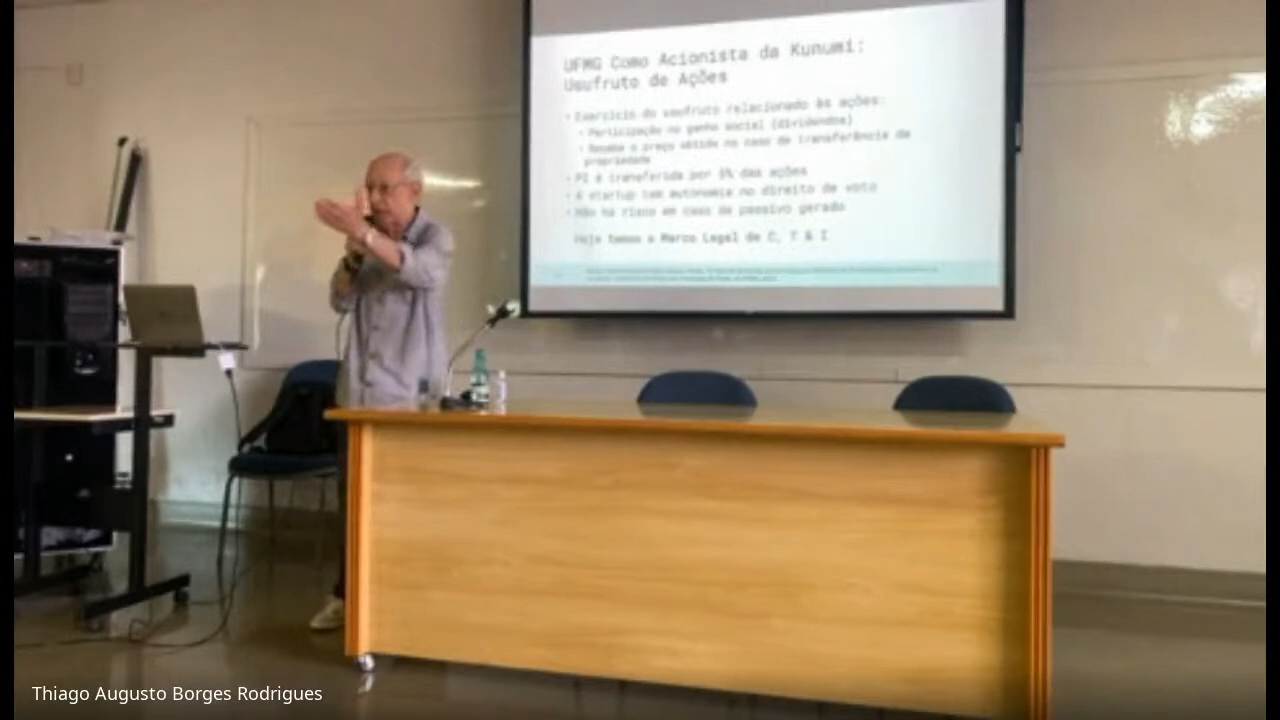 UFMG Como Acionista da Kunumi:
Usufruto de Ações
• Exercício do usufruto relacionado às ações:
• Participação no ganho social (dividendos)
• Recebe o preço obtido no caso de transferência de
propriedade
• PI é transferida por 5% das ações
• A startup tem autonomia no direito de voto
• Não há risco em caso de passivo gerado
Hoje temos o Marco Legal de C, T & I
Thiago Augusto Borges Rodrigues